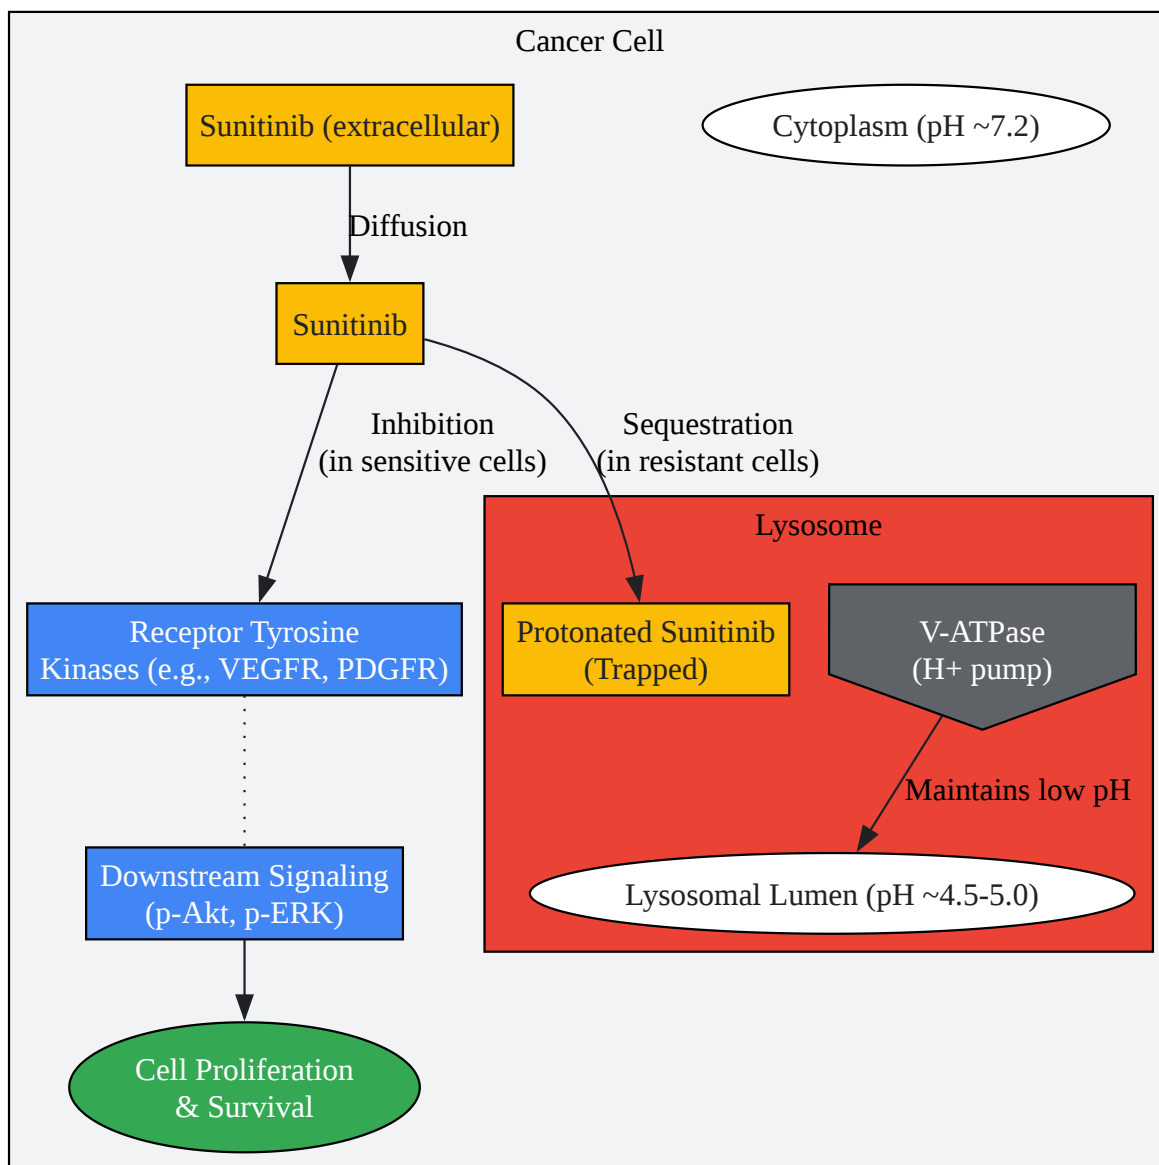 Cancer Cell
Sunitinib (extracellular)
Cytoplasm (pH ~7.2)
Diffusion
Sunitinib
Inhibition
(in sensitive cells)
Sequestration
(in resistant cells)
Lysosome
Receptor Tyrosine
Kinases (e.g., VEGFR, PDGFR)
Protonated Sunitinib
(Trapped)
V-ATPase
(H+ pump)
Maintains low pH
Downstream Signaling
(p-Akt, p-ERK)
Lysosomal Lumen (pH ~4.5-5.0)
Cell Proliferation
& Survival